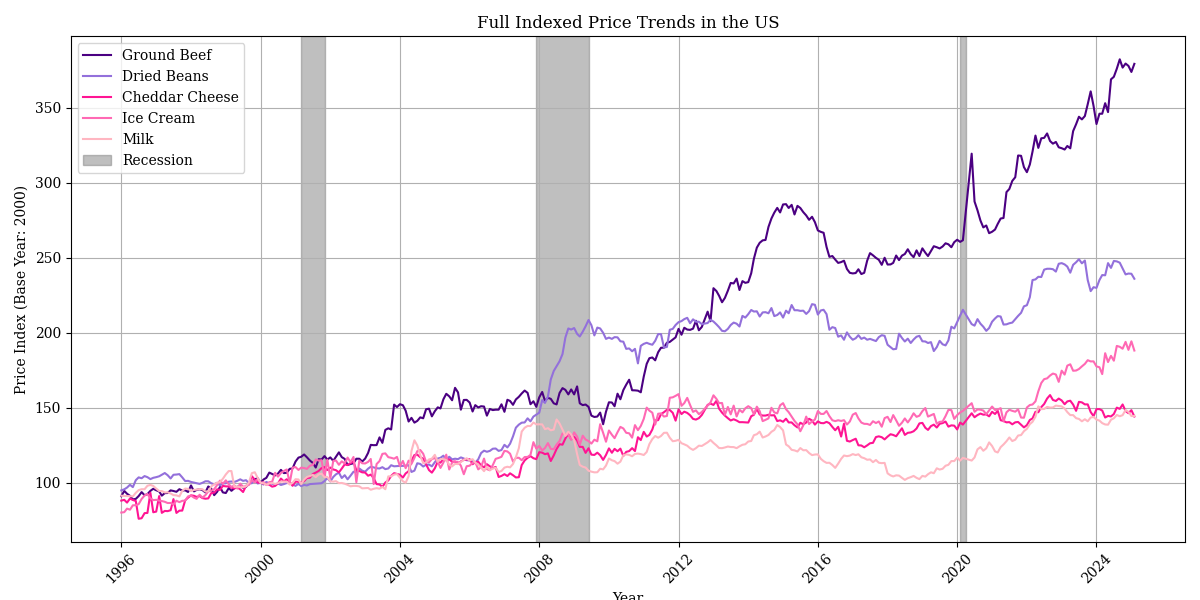 Full Indexed Price Trends in the US
Ground Beef
Dried Beans
Cheddar Cheese
Ice Cream
Milk
Recession
Price Index (Base Year: 2000)
350
300
250
200
150
100
1996
2000
2004
2008
2012
2016
2020
2024
Year